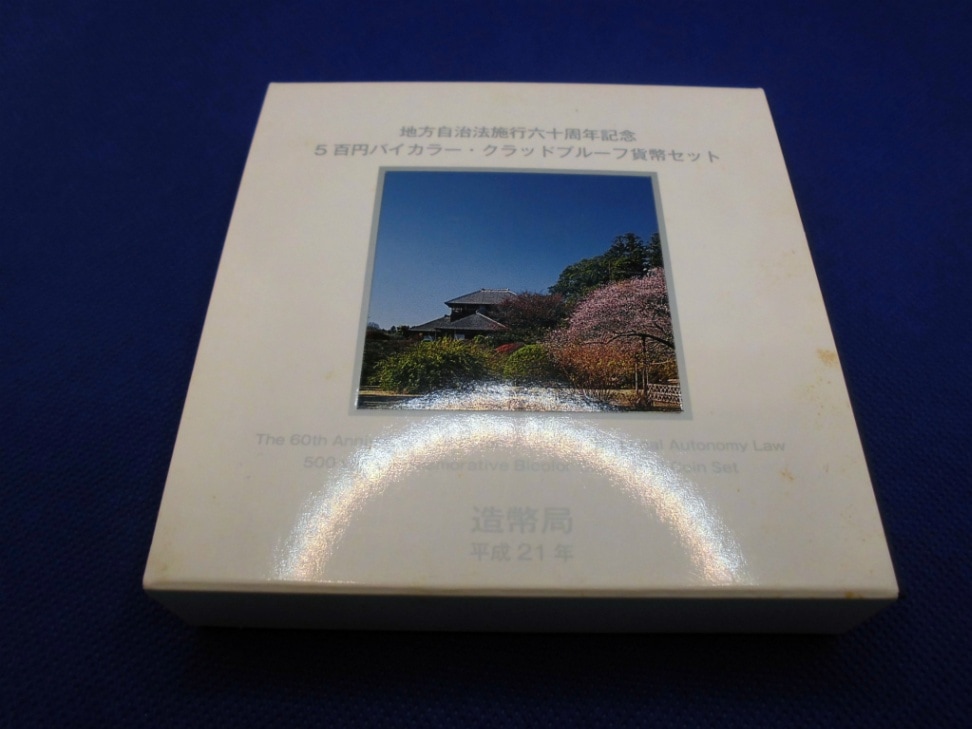 地方自治法施行六十周年記念
5百円バイカラー・クラッドプルーフ貨幣セット
The 60th Autonomy Law
500 Bicolor Coin Set
造幣局
平成21年